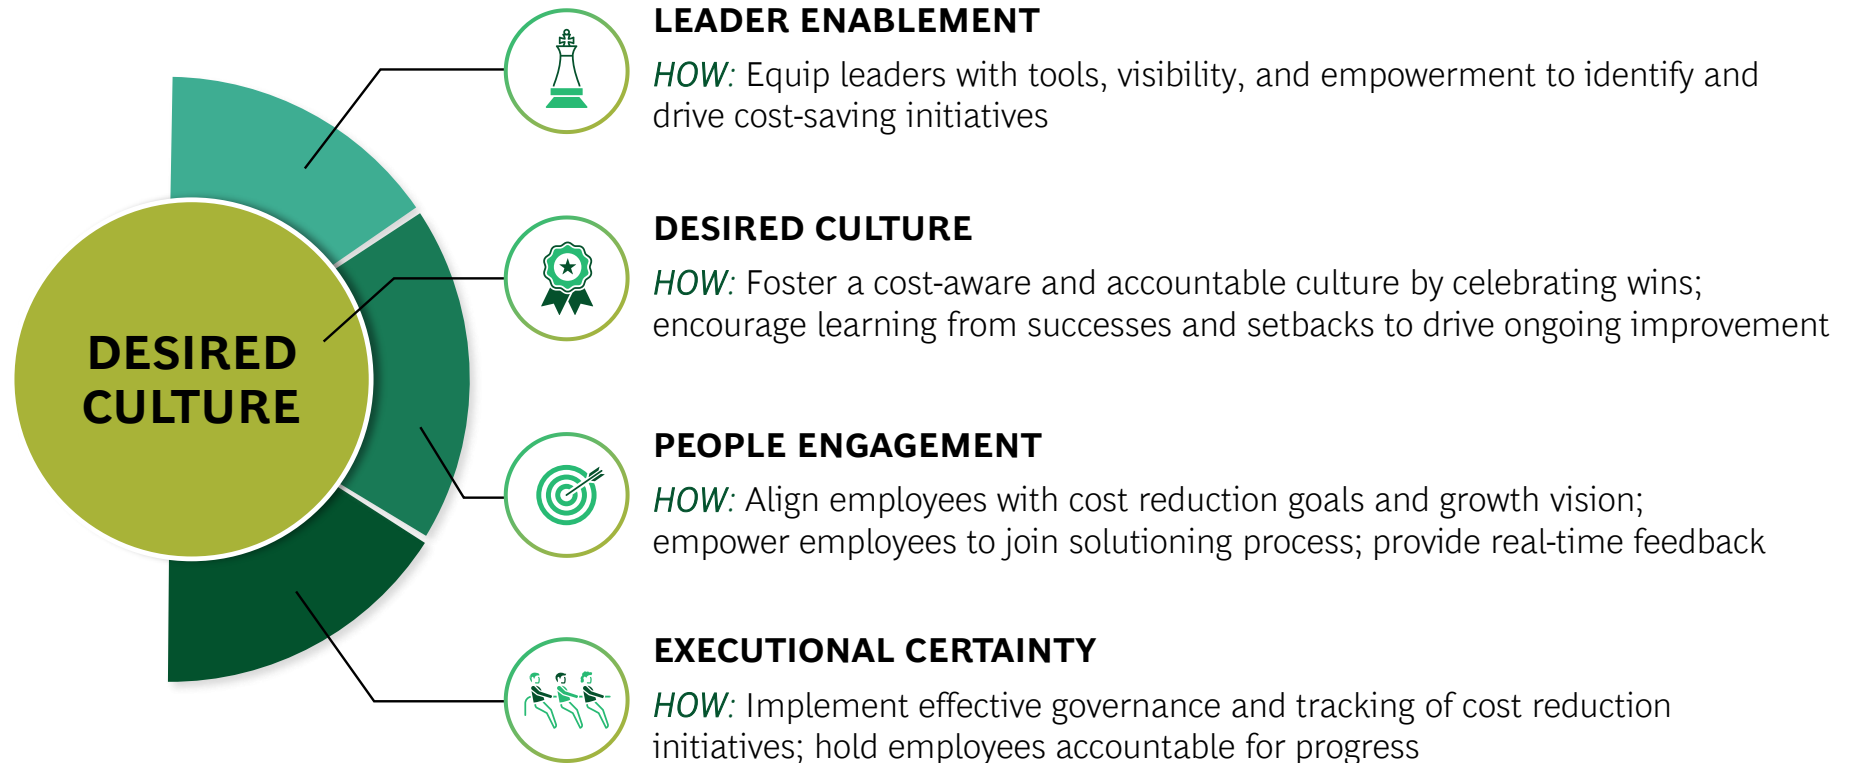 LEADER ENABLEMENT
HOW: Equip leaders with tools, visibility, and empowerment to identify and
drive cost-saving initiatives
DESIRED CULTURE
HOW: Foster a cost-aware and accountable culture by celebrating wins;
encourage learning from successes and setbacks to drive ongoing improvement
DESIRED
CULTURE
PEOPLE ENGAGEMENT
HOW: Align employees with cost reduction goals and growth vision;
empower employees to join solutioning process; provide real-time feedback
EXECUTIONAL CERTAINTY
HOW: Implement effective governance and tracking of cost reduction
initiatives; hold employees accountable for progress